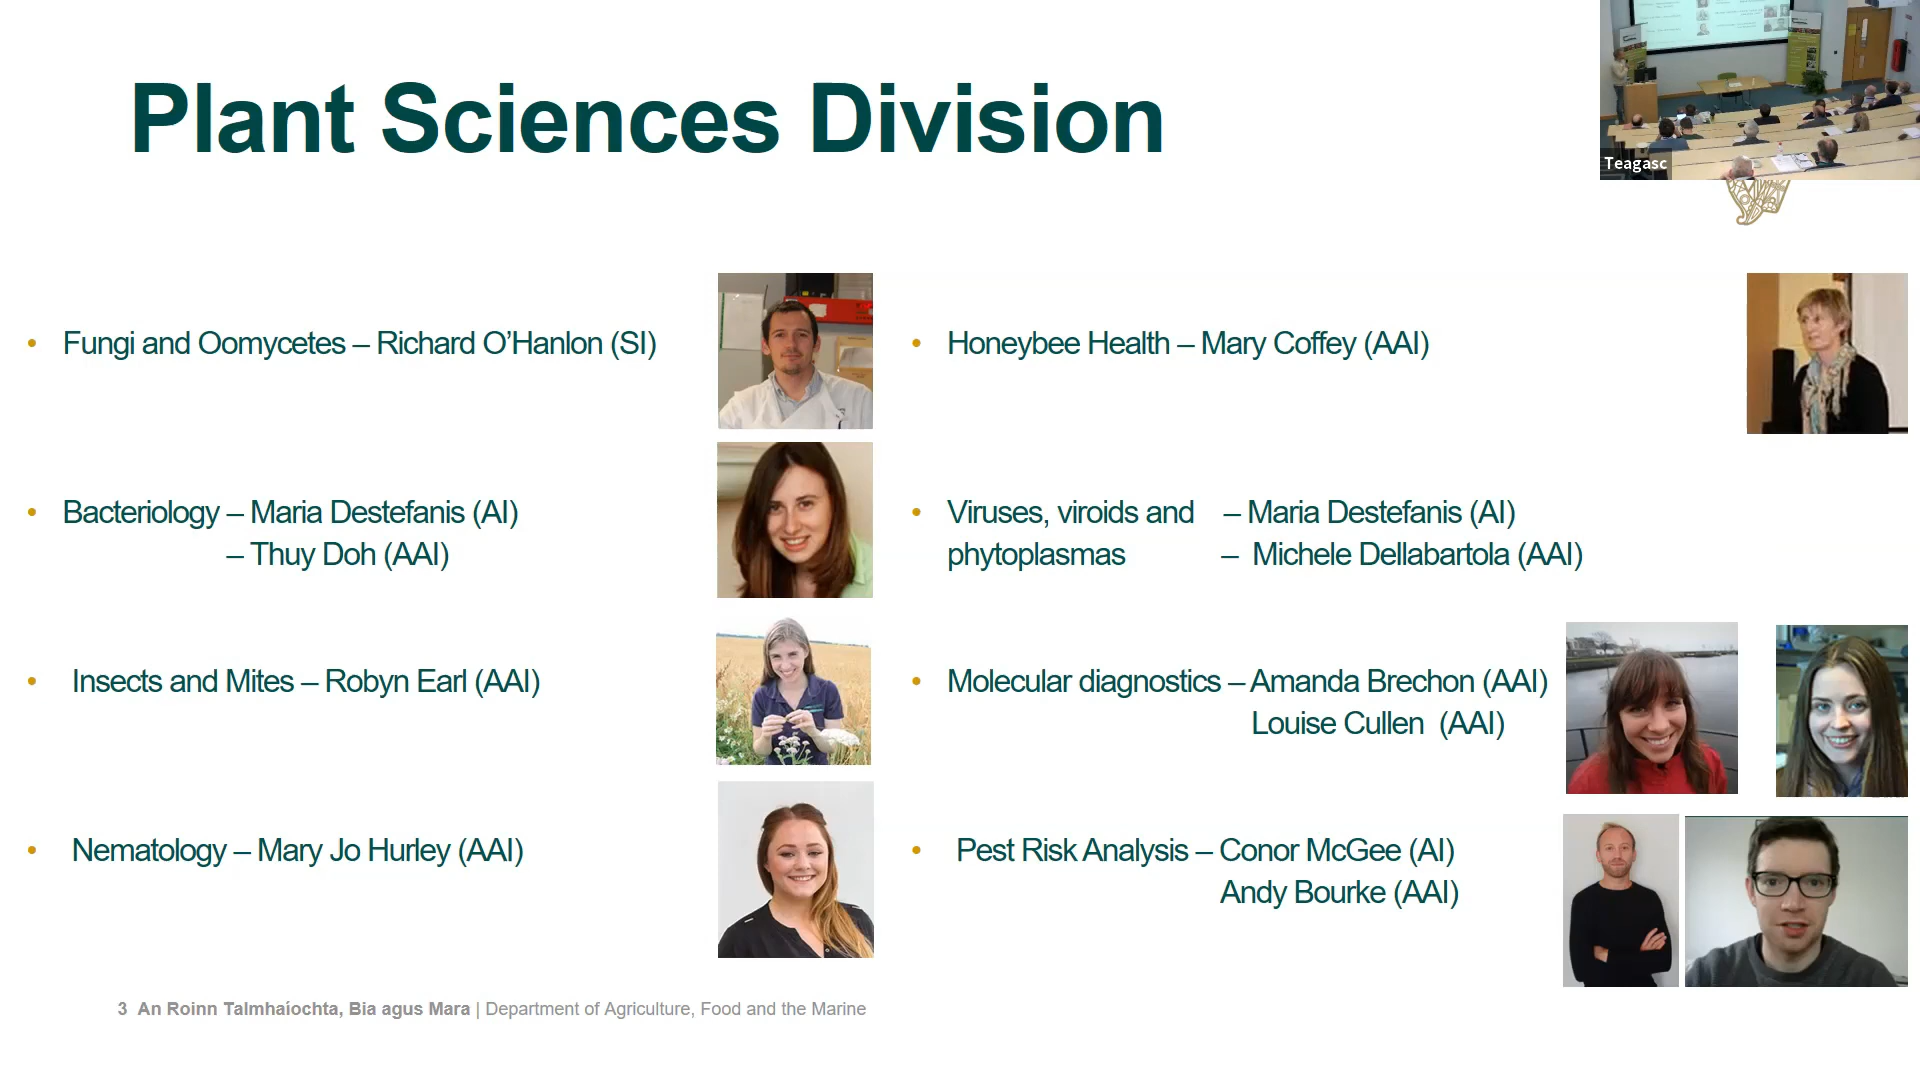 Plant Sciences Division
Teagasc
• Fungi and Oomycetes – Richard O’Hanlon (SI)
• Bacteriology – Maria Destefanis (AI)
– Thuy Doh (AAI)
• Insects and Mites – Robyn Earl (AAI)
• Nematology – Mary Jo Hurley (AAI)
• Honeybee Health – Mary Coffey (AAI)
• Viruses, viroids and – Maria Destefanis (AI)
phytoplasmas – Michele Dellabartola (AAI)
• Molecular diagnostics – Amanda Brechon (AAI)
Louise Cullen (AAI)
• Pest Risk Analysis – Conor McGee (AI)
Andy Bourke (AAI)
3 An Roinn Talmhaíochta, Bia agus Mara | Department of Agriculture, Food and the Marine